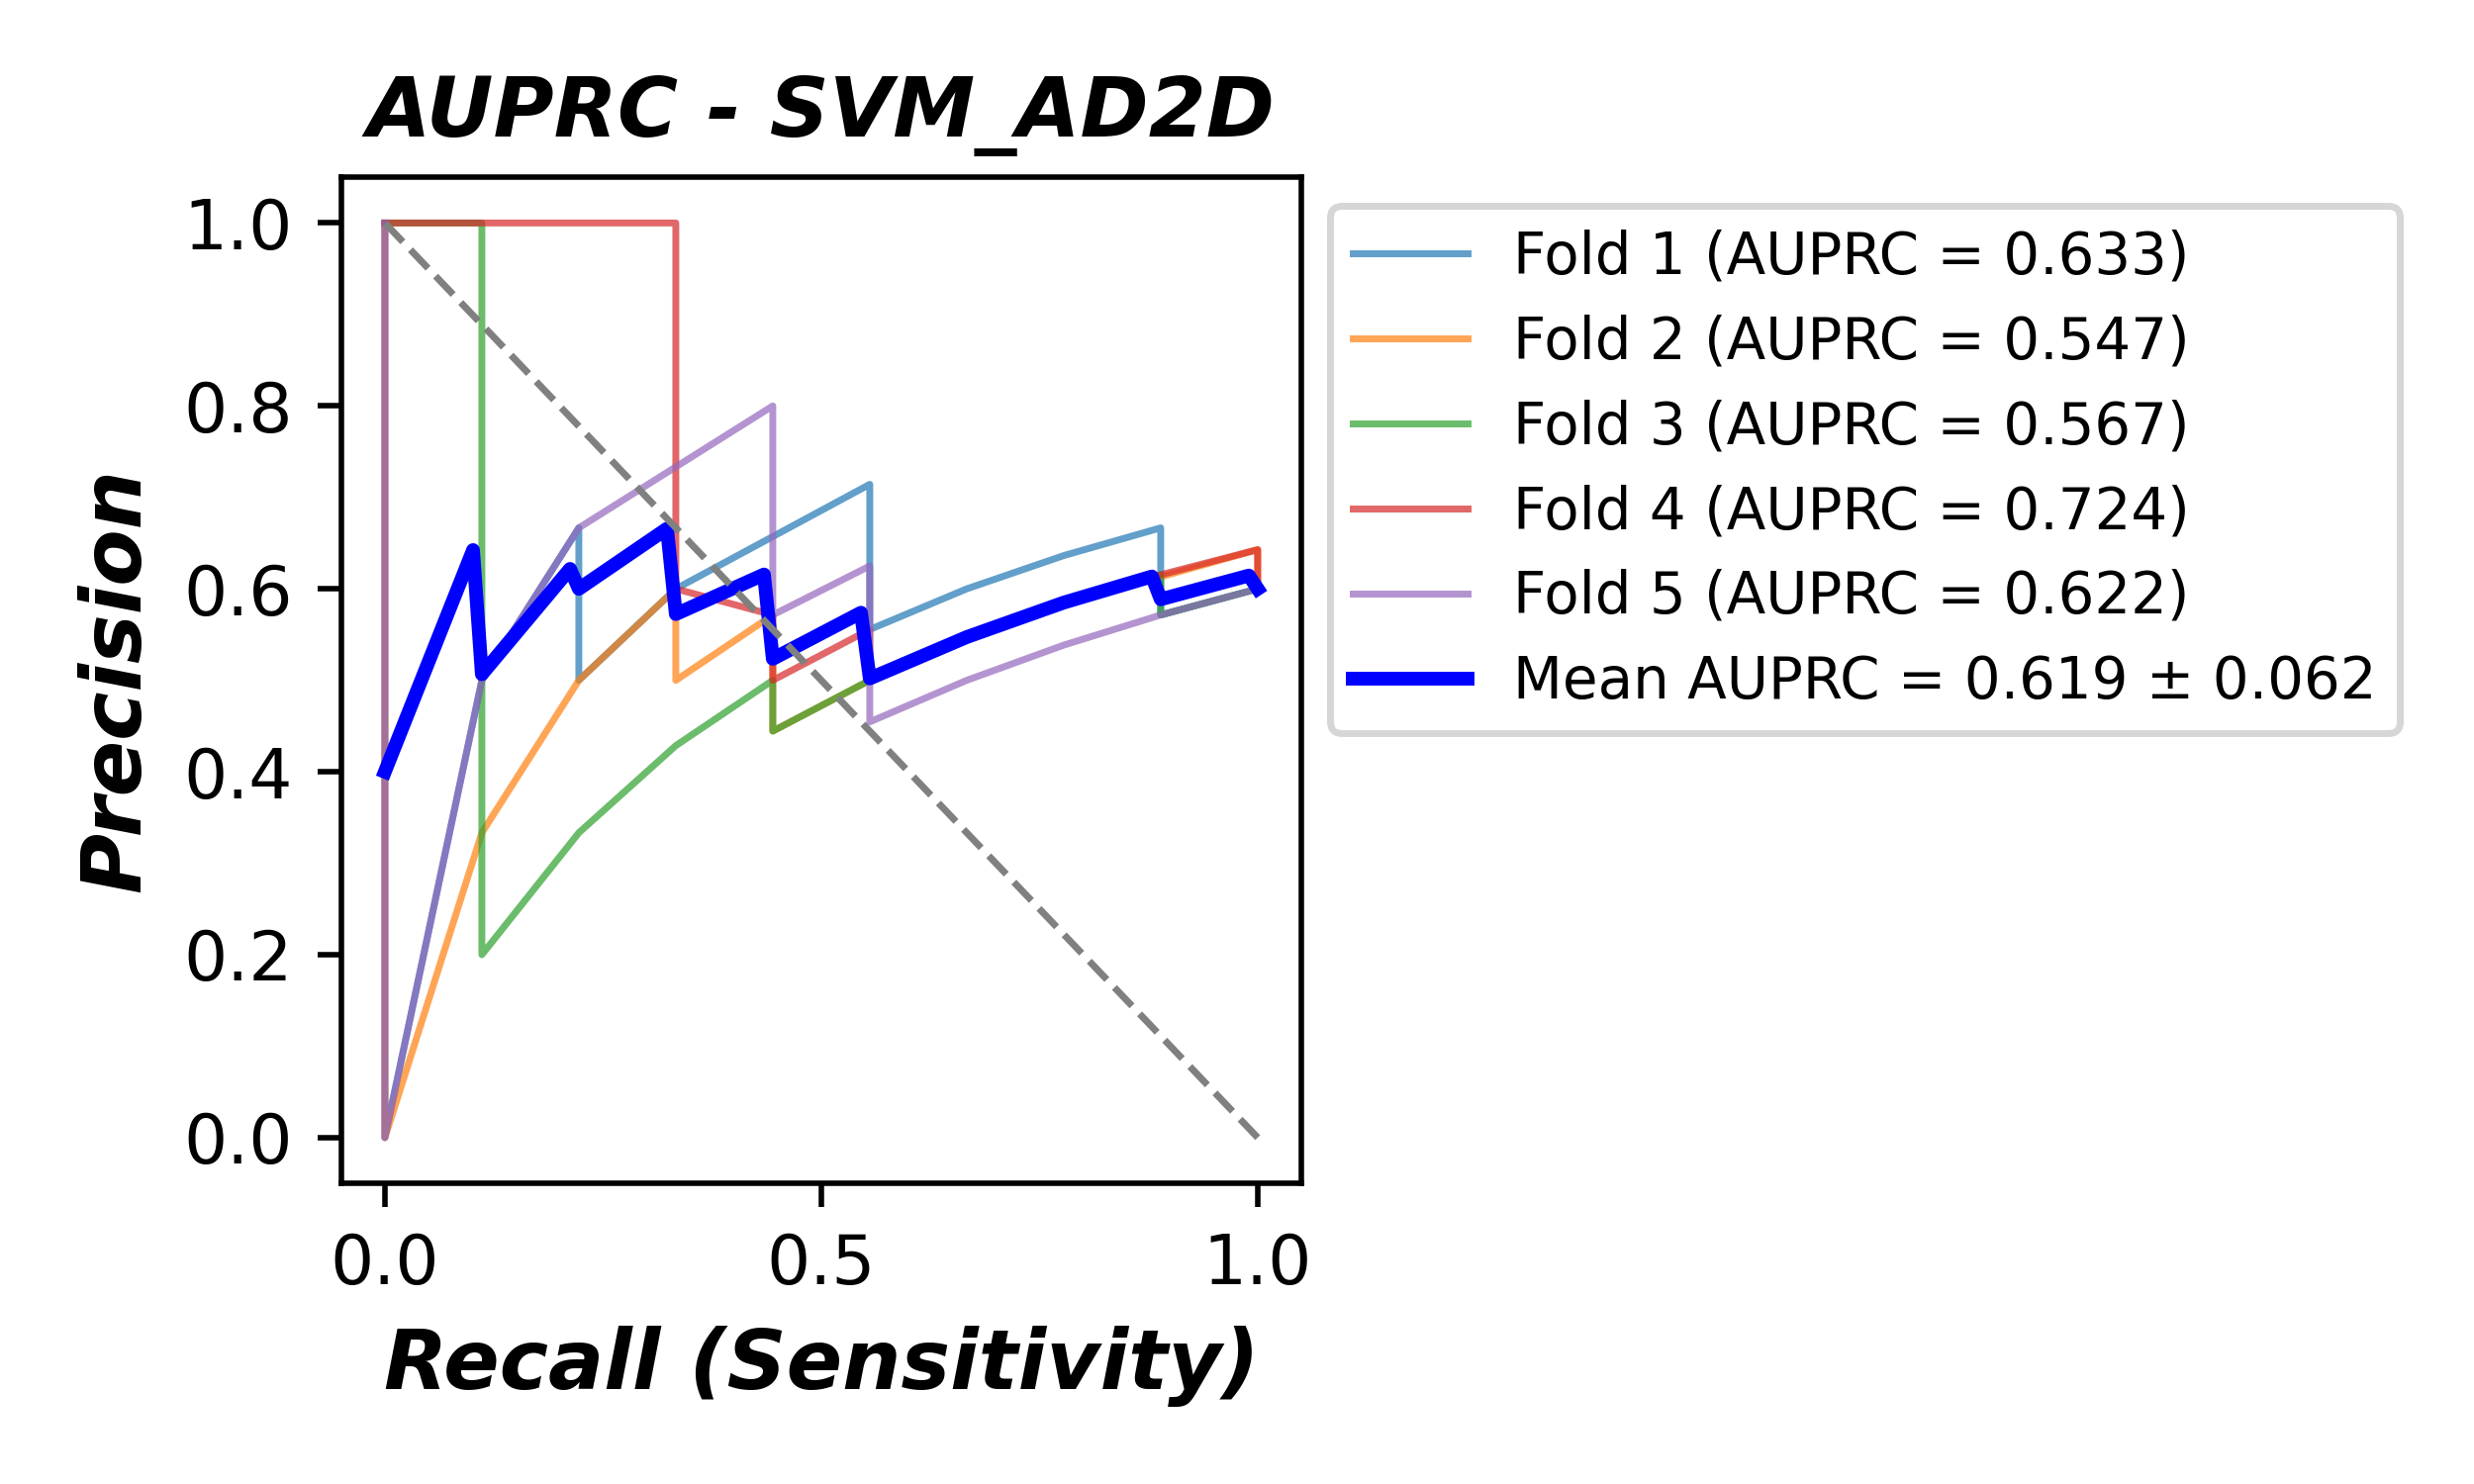 AUPRC - SVM_AD2D
Precision
1.0
0.8
0.6
0.4
0.2
0.0
0.0 0.5 1.0
Recall (Sensitivity)
Fold 1 (AUPRC = 0.633)
Fold 2 (AUPRC = 0.547)
Fold 3 (AUPRC = 0.567)
Fold 4 (AUPRC = 0.724)
Fold 5 (AUPRC = 0.622)
Mean AUPRC = 0.619 ± 0.062